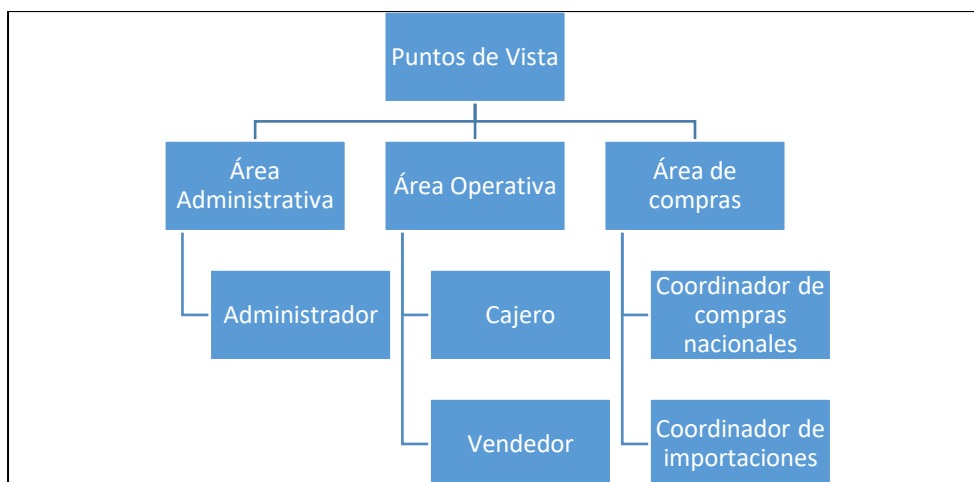 Puntos de Vista
Área
Administrativa
Área Operativa
Área de
compras
Administrador
Cajero
Coordinador de
compras
nacionales
Vendedor
Coordinador de
importaciones